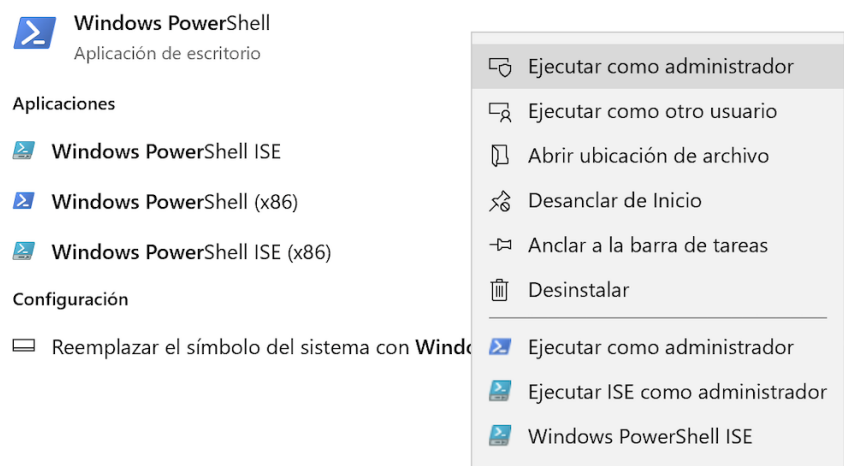 Windows PowerShell
Aplicación de escritorio
Aplicaciones
Windows PowerShell ISE
Windows PowerShell (x86)
Windows PowerShell ISE (x86)
Configuración
Reemplazar el símbolo del sistema con Windo
Ejecutar como administrador
Ejecutar como otro usuario
Abrir ubicación de archivo
Desanclar de Inicio
Anclar a la barra de tareas
Desinstalar
Ejecutar como administrador
Ejecutar ISE como administrador
Windows PowerShell ISE